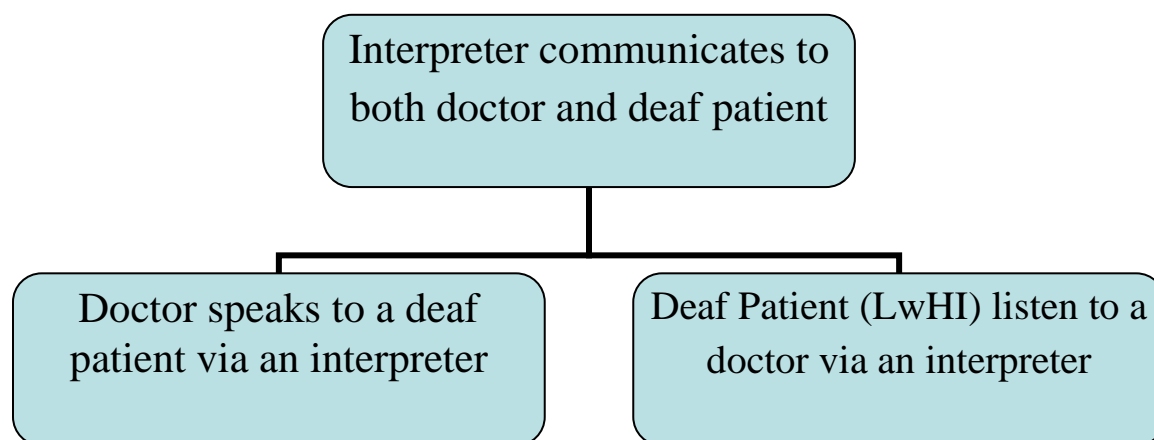 Interpreter communicates to
both doctor and deaf patient
Doctor speaks to a deaf
patient via an interpreter
Deaf Patient (LwHI) listen to a
doctor via an interpreter